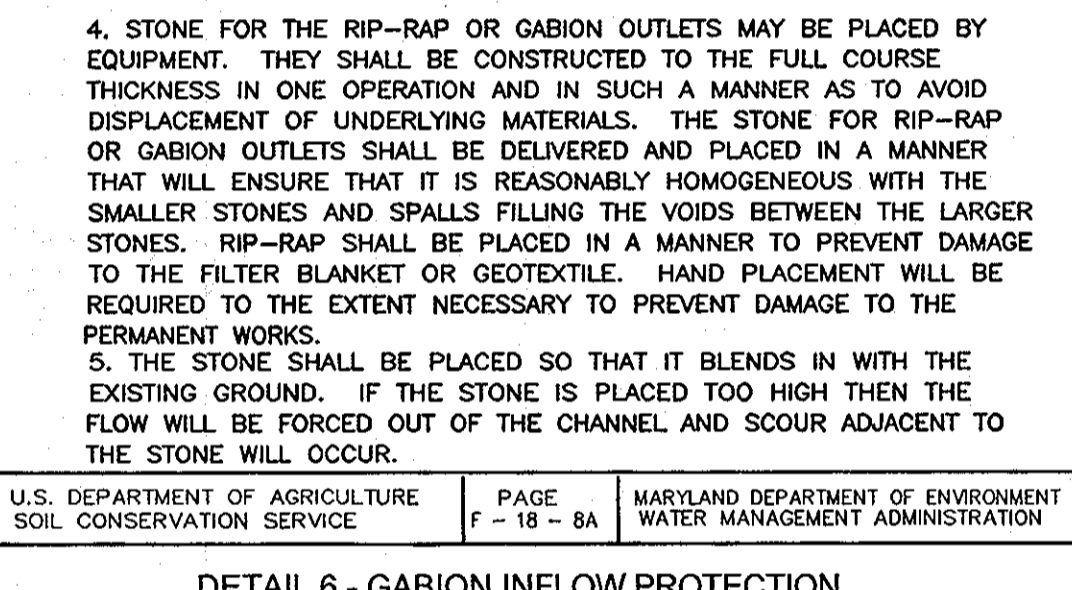 4. STONE FOR THE RIP-RAP OR GABION OUTLETS MAY BE PLACED BY
EQUIPMENT. THEY SHALL BE CONSTRUCTED TO THE FULL COURSE
THICKNESS IN ONE OPERATION AND IN SUCH A MANNER AS TO AVOID
DISPLACEMENT OF UNDERLYING MATERIALS. THE STONE FOR RIP-RAP
OR GABION OUTLETS SHALL BE DELIVERED AND PLACED IN A MANNER
THAT WILL ENSURE THAT IT IS REASONABLY HOMOGENEOUS WITH THE
SMALLER STONES AND SPALLS FILLING THE VOIDS BETWEEN THE LARGER
STONES. RIP-RAP SHALL BE PLACED IN A MANNER TO PREVENT DAMAGE
TO THE FILTER BLANKET OR GEOTEXTILE. HAND PLACEMENT WILL BE
REQUIRED TO THE EXTENT NECESSARY TO PREVENT DAMAGE TO THE
PERMANENT WORKS.
5. THE STONE SHALL BE PLACED SO THAT IT BLENDS IN WITH THE
EXISTING GROUND. IF THE STONE IS PLACED TOO HIGH THEN THE
FLOW WILL BE FORCED OUT OF THE CHANNEL AND SCOUR ADJACENT TO
THE STONE WILL OCCUR.
U.S. DEPARTMENT OF AGRICULTURE
SOIL CONSERVATION SERVICE
PAGE
F - 18 - 8A
MARYLAND DEPARTMENT OF ENVIRONMENT
WATER MANAGEMENT ADMINISTRATION
DETAIL 6 - GABION INFLOW PROTECTION